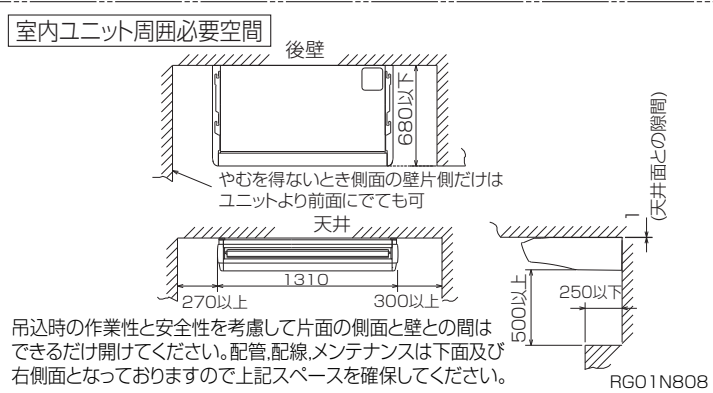 室内ユニット周囲必要空間
後壁
680以下
やむを得ないとき側面の壁片側だけは
ユニットより前面にでても可
天井
1310
270以上
300以上
1
(天井面との隙間)
500以上
250以下
吊込時の作業性と安全性を考慮して片面の側面と壁との間は
できるだけ開けてください。配管,配線,メンテナンスは下面及び
右側面となっておりますので上記スペースを確保してください。
RG01N808